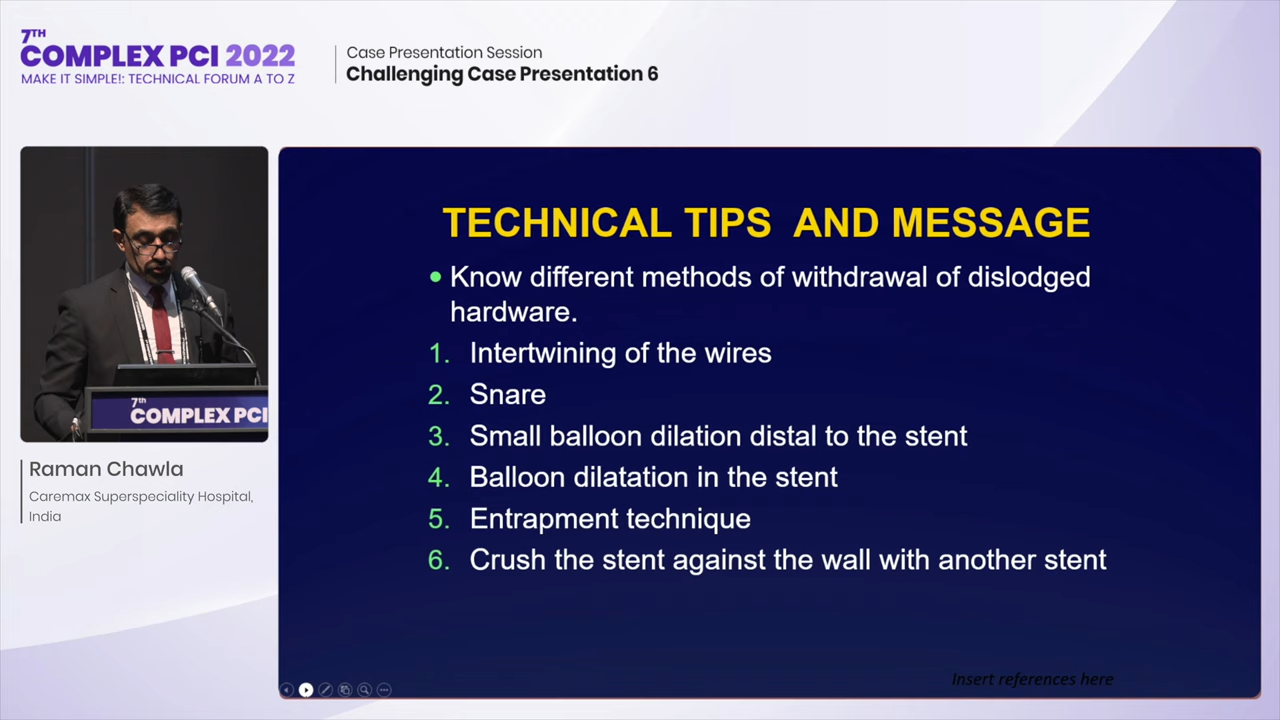 7TH
COMPLEX PCI 2022
MAKE IT SIMPLE!: TECHNICAL FORUM A TO Z
Case Presentation Session
Challenging Case Presentation 6
7th
COMPLEX PCI
Raman Chawla
Caremax Superspeciality Hospital,
India
TECHNICAL TIPS  AND MESSAGE
• Know different methods of withdrawal of dislodged
hardware.
1. Intertwining of the wires
2. Snare
3. Small balloon dilation distal to the stent
4. Balloon dilatation in the stent
5. Entrapment technique
6. Crush the stent against the wall with another stent
Insert references here